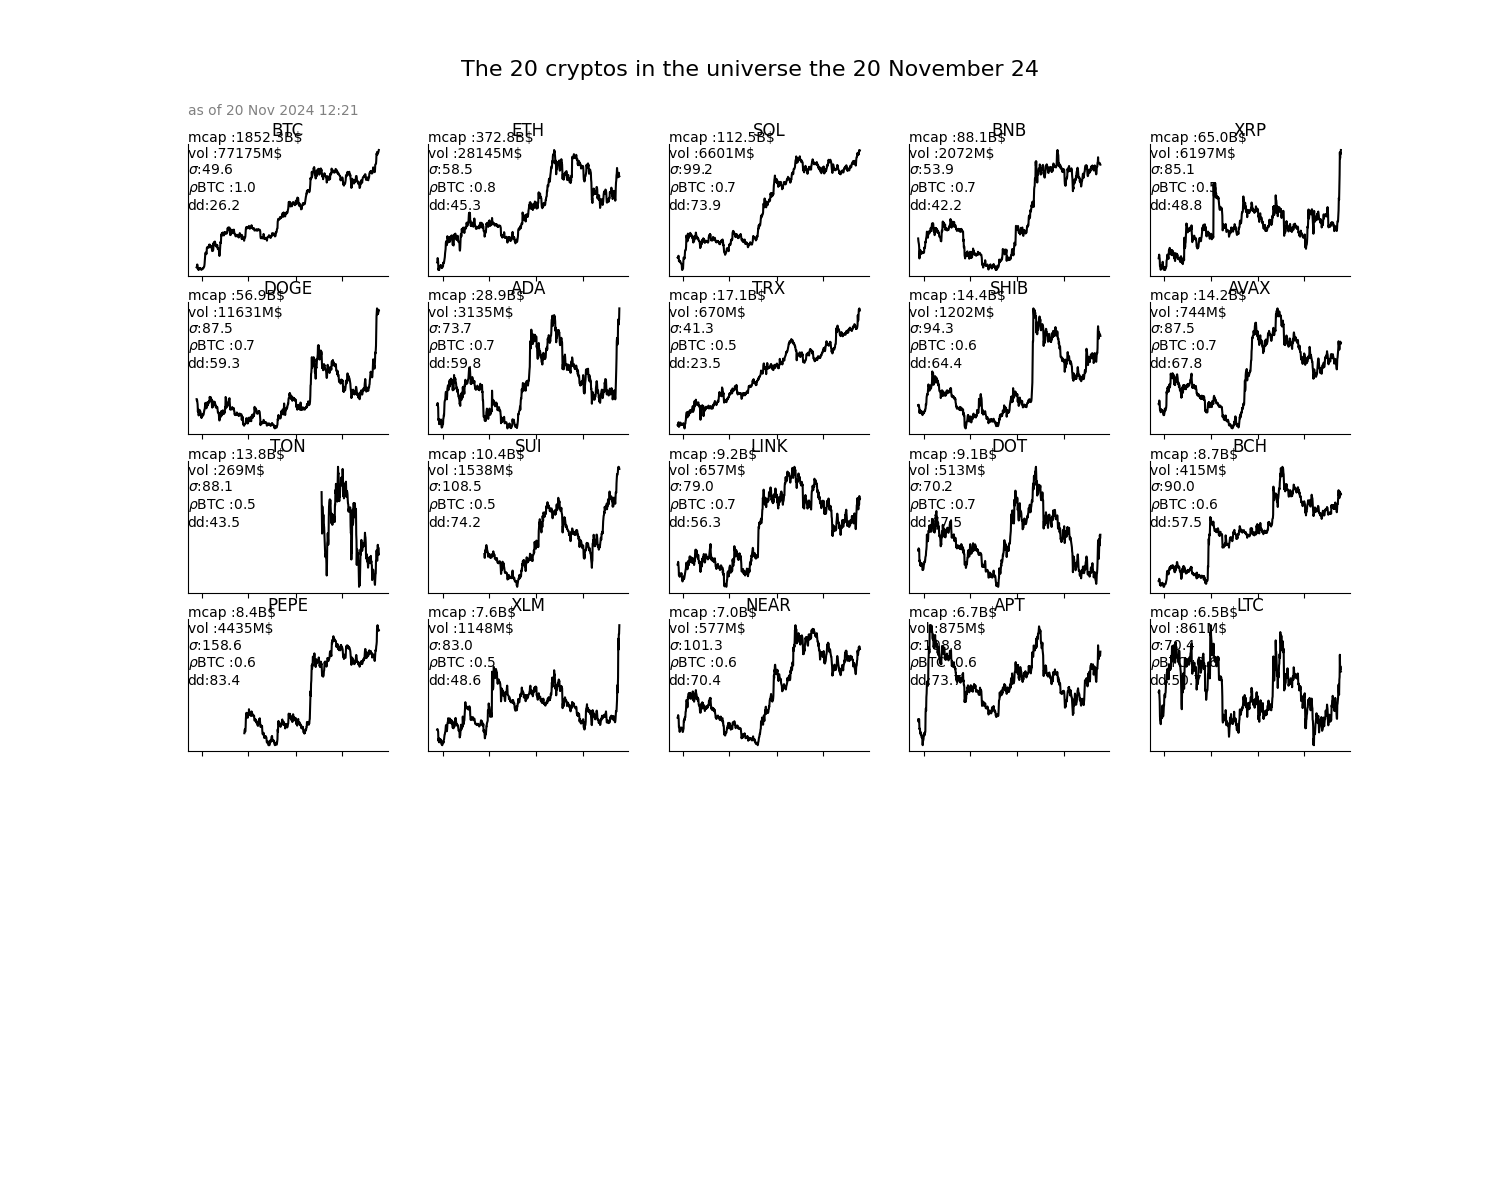 The 20 cryptos in the universe the 20 November 24
as of 20 Nov 2024 12:21
BTC
mcap :1852.3B$
vol :77175M$
σ:49.6
ρBTC :1.0
dd:26.2
ETH
mcap :372.8B$
vol :28145M$
σ:58.5
ρBTC :0.8
dd:45.3
SOL
mcap :112.5B$
vol :6601M$
σ:99.2
ρBTC :0.7
dd:73.9
BNB
mcap :88.1B$
vol :2072M$
σ:53.9
ρBTC :0.7
dd:42.2
XRP
mcap :65.0B$
vol :6197M$
σ:85.1
ρBTC :0.5
dd:48.8
DOGE
mcap :56.9B$
vol :11631M$
σ:87.5
ρBTC :0.7
dd:59.3
ADA
mcap :28.9B$
vol :3135M$
σ:73.7
ρBTC :0.7
dd:59.8
TRX
mcap :17.1B$
vol :670M$
σ:41.3
ρBTC :0.5
dd:23.5
SHIB
mcap :14.4B$
vol :1202M$
σ:94.3
ρBTC :0.6
dd:64.4
AVAX
mcap :14.2B$
vol :744M$
σ:87.5
ρBTC :0.7
dd:67.8
TON
mcap :13.8B$
vol :269M$
σ:88.1
ρBTC :0.5
dd:43.5
SUI
mcap :10.4B$
vol :1538M$
σ:108.5
ρBTC :0.5
dd:74.2
LINK
mcap :9.2B$
vol :657M$
σ:79.0
ρBTC :0.7
dd:56.3
DOT
mcap :9.1B$
vol :513M$
σ:70.2
ρBTC :0.7
BCH
mcap :8.7B$
vol :415M$
σ:90.0
ρBTC :0.6
dd:57.5
PEPE
mcap :8.4B$
vol :4435M$
σ:158.6
ρBTC :0.6
dd:83.4
XLM
mcap :7.6B$
vol :1148M$
σ:83.0
ρBTC :0.5
dd:48.6
NEAR
mcap :7.0B$
vol :577M$
σ:101.3
ρBTC :0.6
dd:70.4
APT
mcap :6.7B$
vol :875M$
ρBTC :0.6
LTC
mcap :6.5B$
vol :861M$
σ:70.4